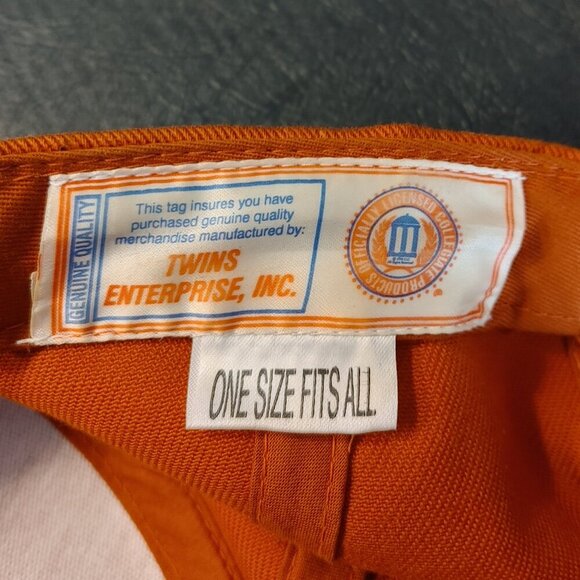 GENUINE QUALITY
This tag insures you have
purchased genuine quality
merchandise manufactured by:
TWINS
ENTERPRISE, INC.
OFFICIALLY LICENSED COLLEGIATE PRODUCTS
®
ONE SIZE FITS ALL